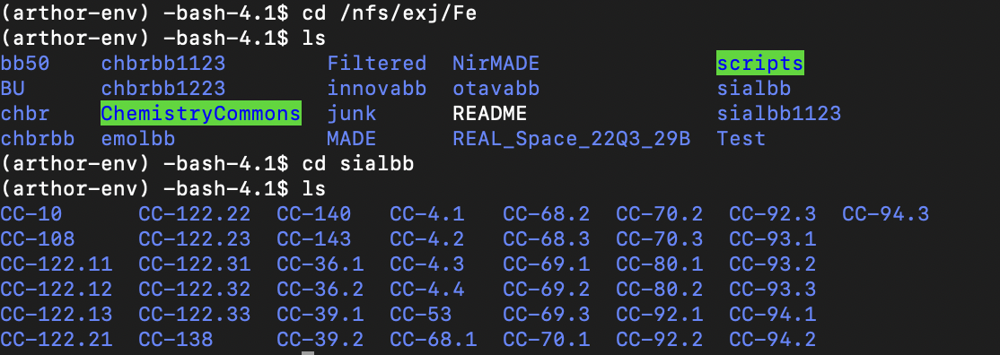 (arthor-env) -bash-4.1$ cd /nfs/exj/Fe
(arthor-env) -bash-4.1$ ls
bb50 chbrbb1123 Filtered NirMADE scripts
BU chbrbb1223 innovabb otavabb sialbb
chbr ChemistryCommons junk README sialbb1123
chbrbb emolbb MADE REAL_Space_22Q3_29B Test
(arthor-env) -bash-4.1$ cd sialbb
(arthor-env) -bash-4.1$ ls
CC-10 CC-122.22 CC-140 CC-4.1 CC-68.2 CC-70.2 CC-92.3 CC-94.3
CC-108 CC-122.23 CC-143 CC-4.2 CC-68.3 CC-70.3 CC-93.1
CC-122.11 CC-122.31 CC-36.1 CC-4.3 CC-69.1 CC-80.1 CC-93.2
CC-122.12 CC-122.32 CC-36.2 CC-4.4 CC-69.2 CC-80.2 CC-93.3
CC-122.13 CC-122.33 CC-39.1 CC-53 CC-69.3 CC-92.1 CC-94.1
CC-122.21 CC-138 CC-39.2 CC-68.1 CC-70.1 CC-92.2 CC-94.2